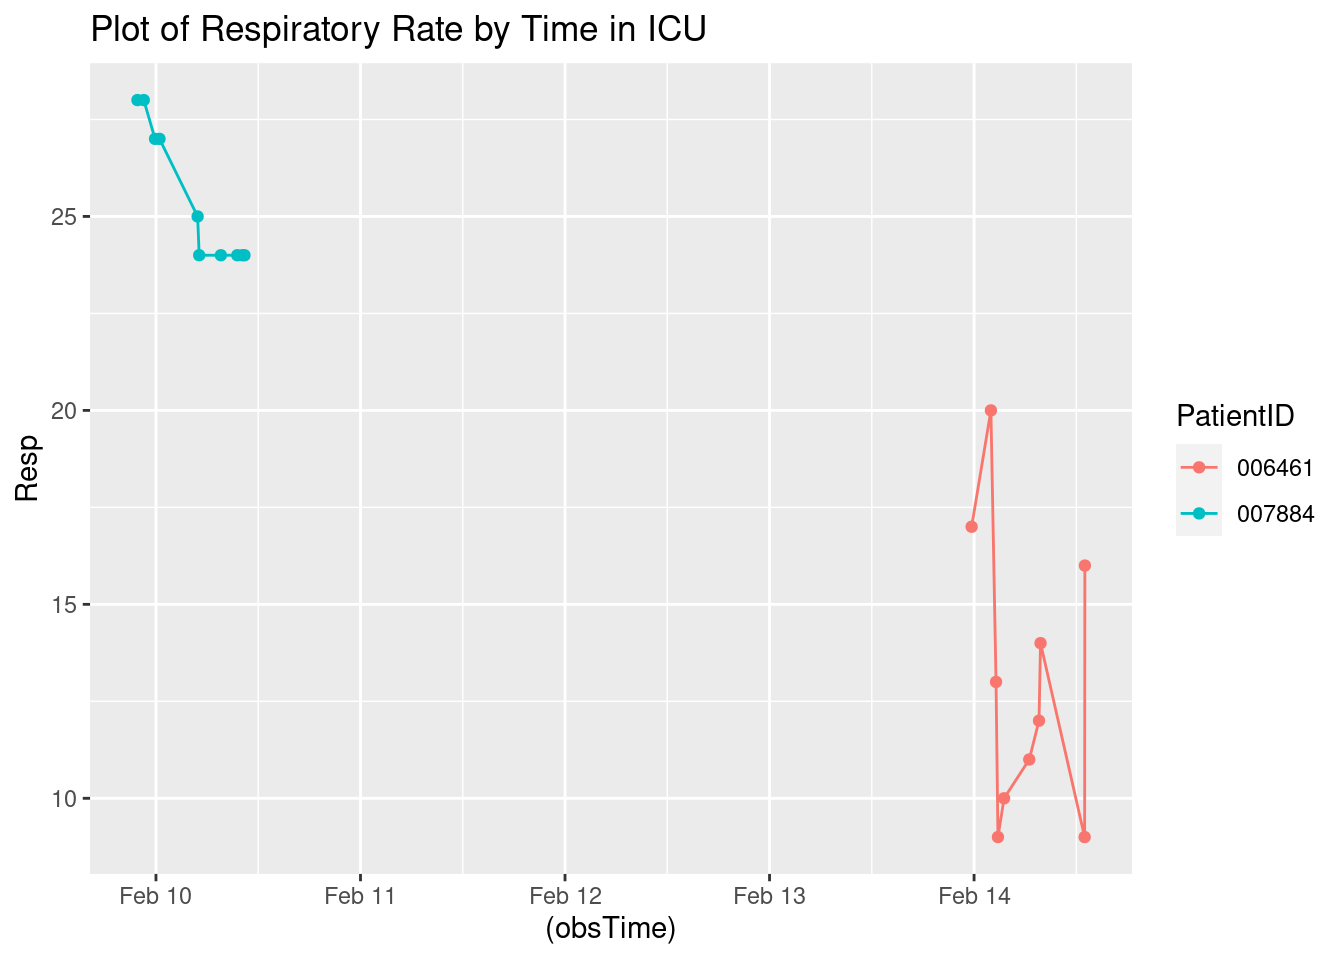 Plot of Respiratory Rate by Time in ICU
25
20
15
10
Resp
Feb 10
Feb 11
Feb 12
Feb 13
Feb 14
(obsTime)
PatientID
006461
007884